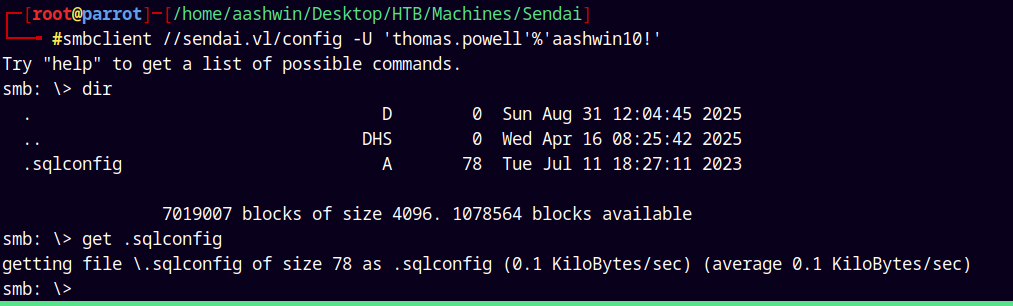 [root@parrot]─[/home/aashwin/Desktop/HTB/Machines/Sendai]
#smbclient //sendai.vl/config -U 'thomas.powell'%'aashwin10!'
Try "help" to get a list of possible commands.
smb: \> dir
  .                                   D        0  Sun Aug 31 12:04:45 2025
  ..                                DHS        0  Wed Apr 16 08:25:42 2025
  .sqlconfig                          A       78  Tue Jul 11 18:27:11 2023
7019007 blocks of size 4096. 1078564 blocks available
smb: \> get .sqlconfig
getting file \.sqlconfig of size 78 as .sqlconfig (0.1 KiloBytes/sec) (average 0.1 KiloBytes/sec)
smb: \>